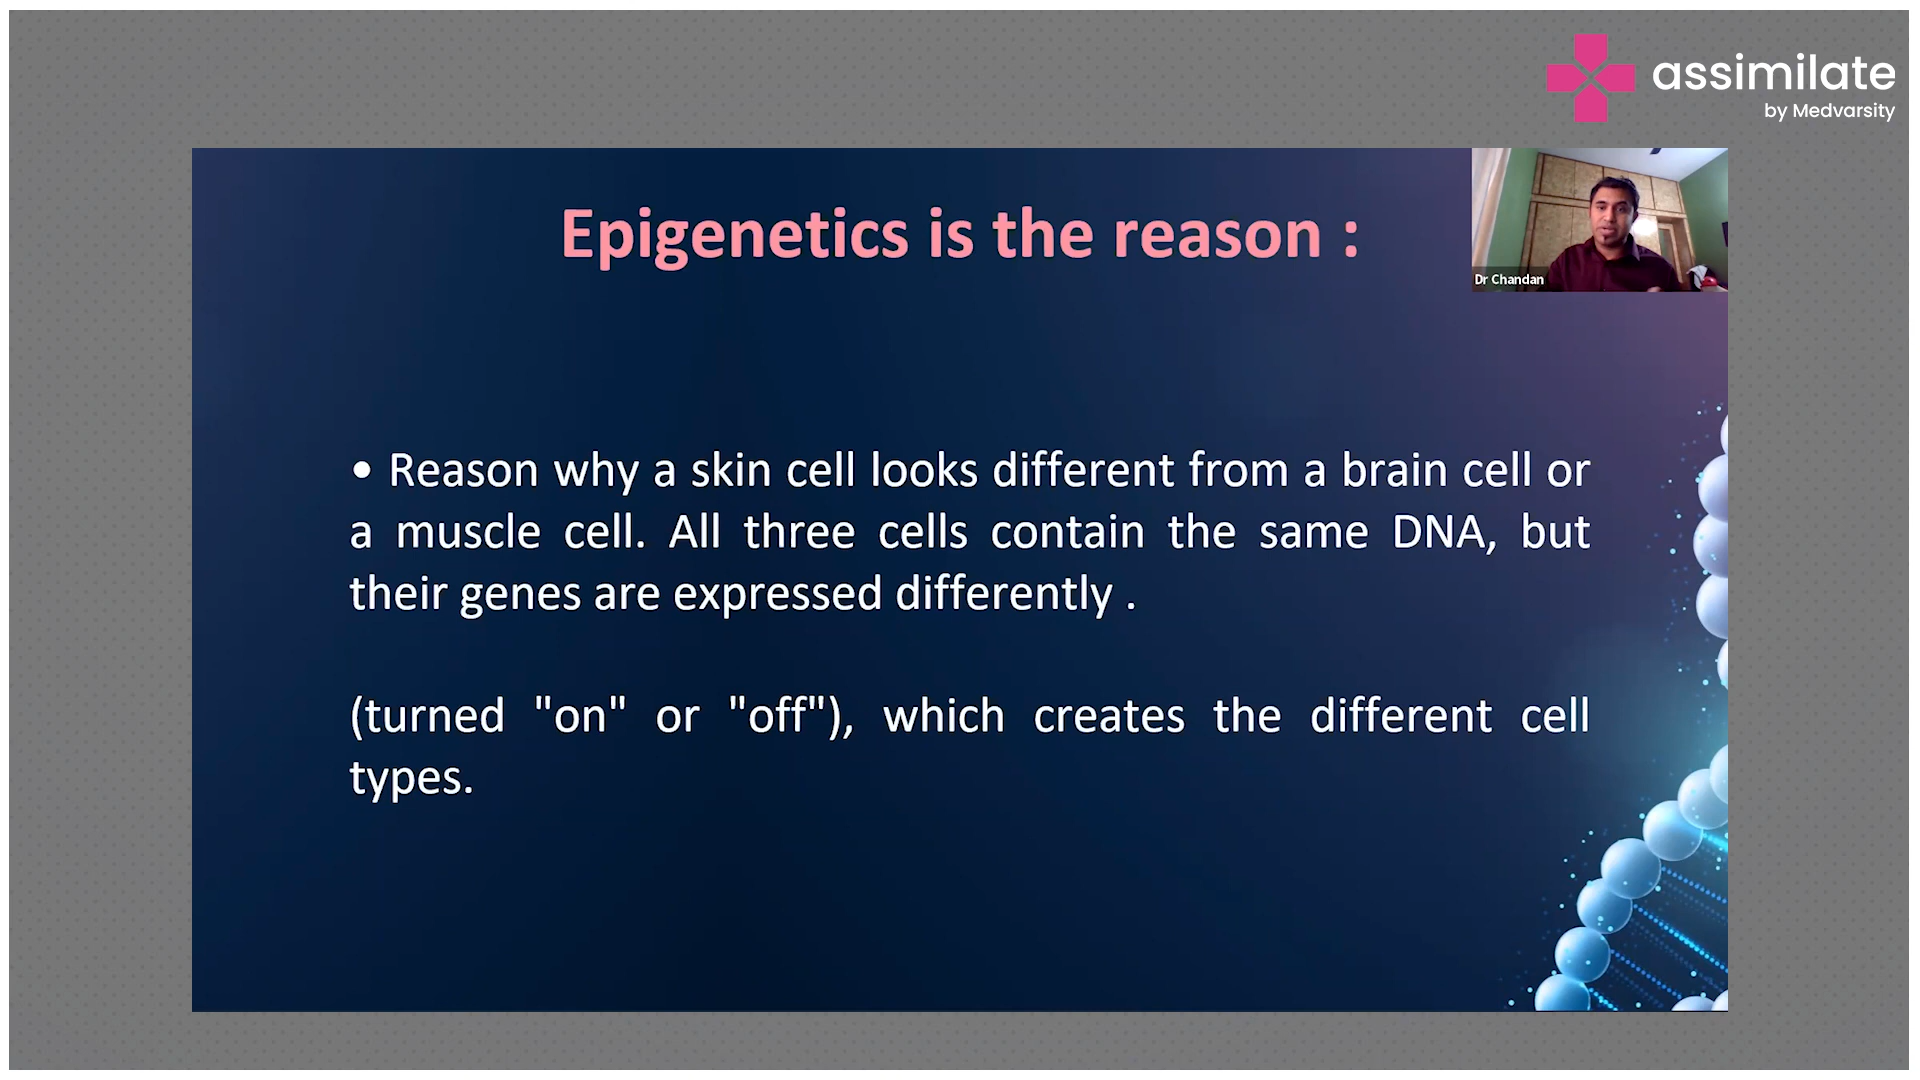 assimilate
by Medvarsity
Epigenetics is the reason :
Dr Chandan
• Reason why a skin cell looks different from a brain cell or
a muscle cell. All three cells contain the same DNA, but
their genes are expressed differently .
(turned "on" or "off"), which creates the different cell
types.